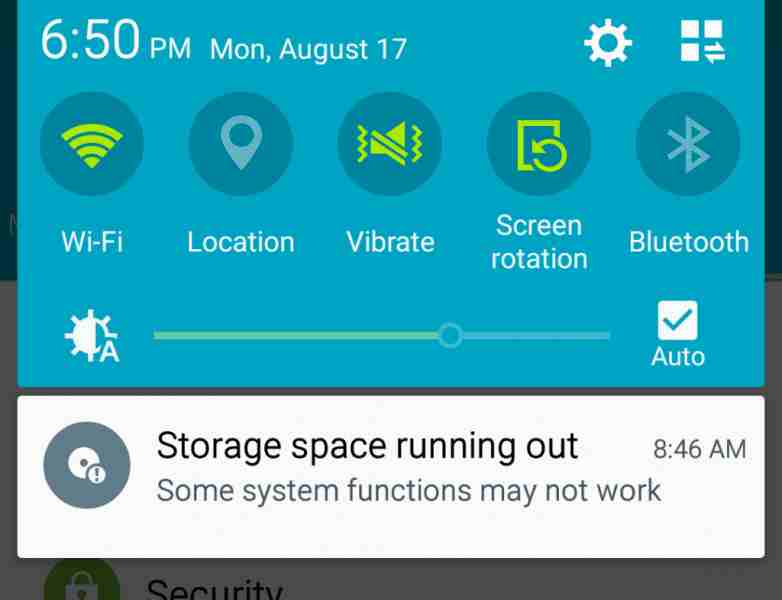 6:50 PM Mon, August 17
Wi-Fi
Location
Vibrate
Screen
rotation
Bluetooth
A
Auto
Storage space running out 8:46 AM
Some system functions may not work
Security